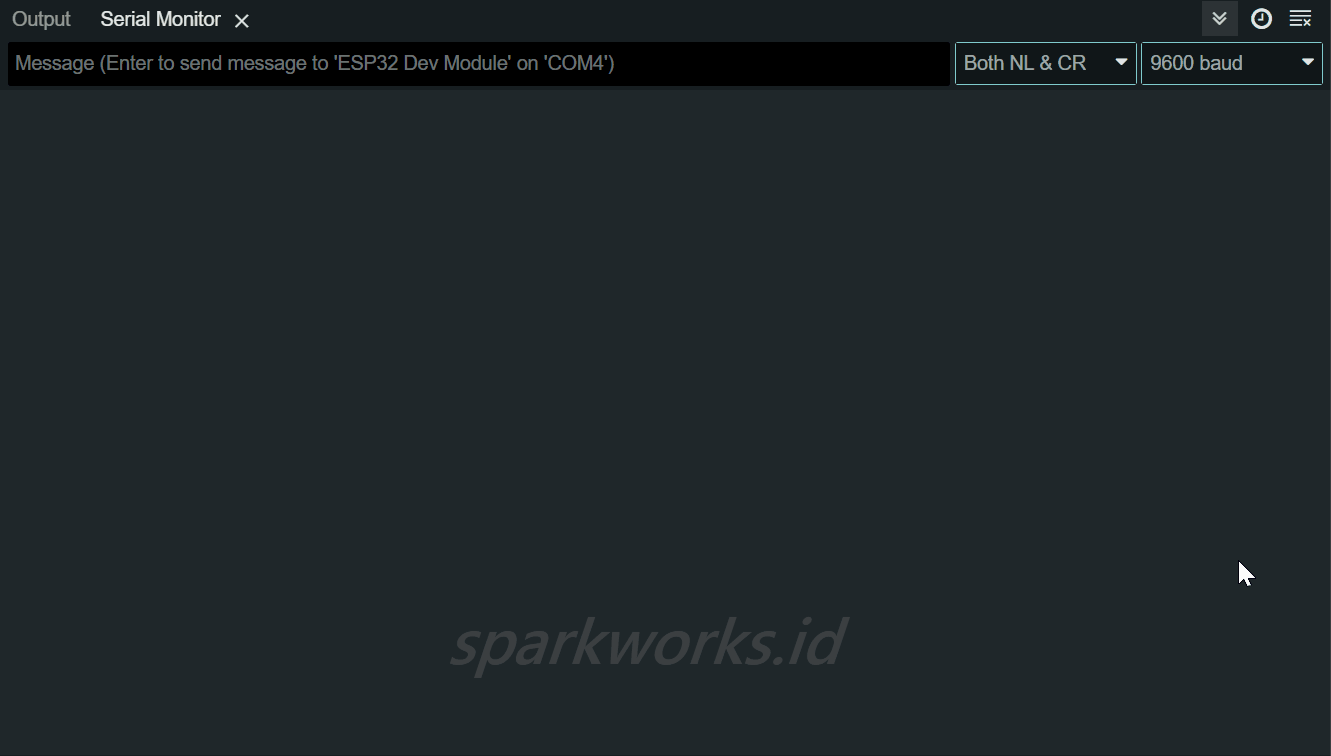 Output Serial Monitor
Message (Enter to send message to 'ESP32 Dev Module' on 'COM4') Both NL & CR 9600 baud
sparkworks.id